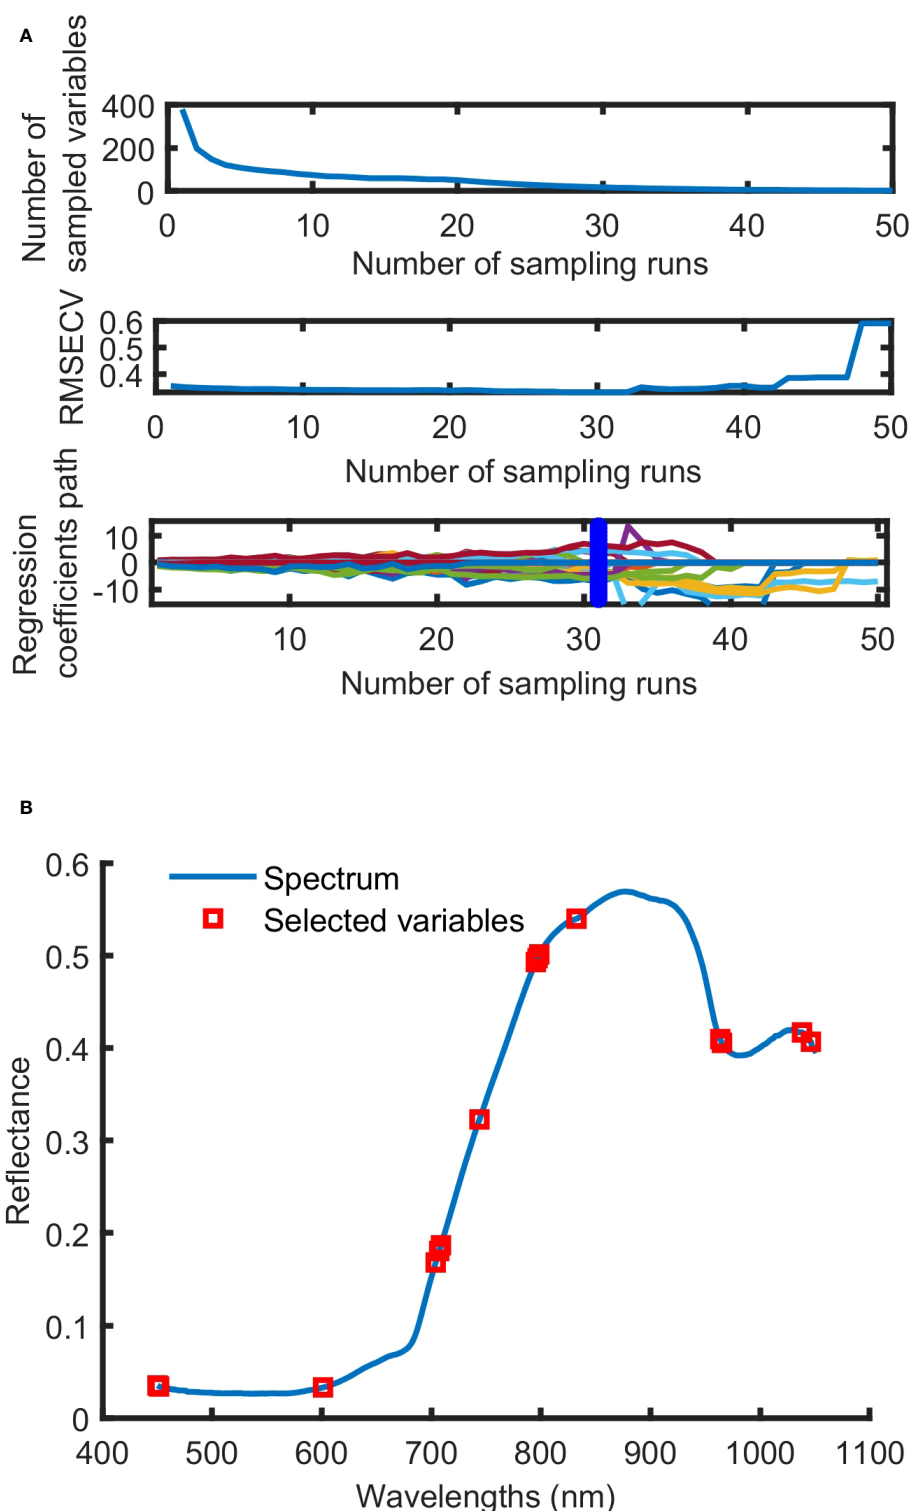 A
Number of
sampled variables
400
200
0
0 10 20 30 40 50
Number of sampling runs
RMSECV
0.6
0.5
0.4
0 10 20 30 40 50
Number of sampling runs
Regression
coefficients path
10
0
-10
10 20 30 40 50
Number of sampling runs
B
Reflectance
0.6
0.5
0.4
0.3
0.2
0.1
0
Spectrum
Selected variables
400 500 600 700 800 900 1000 1100
Wavelengths (nm)